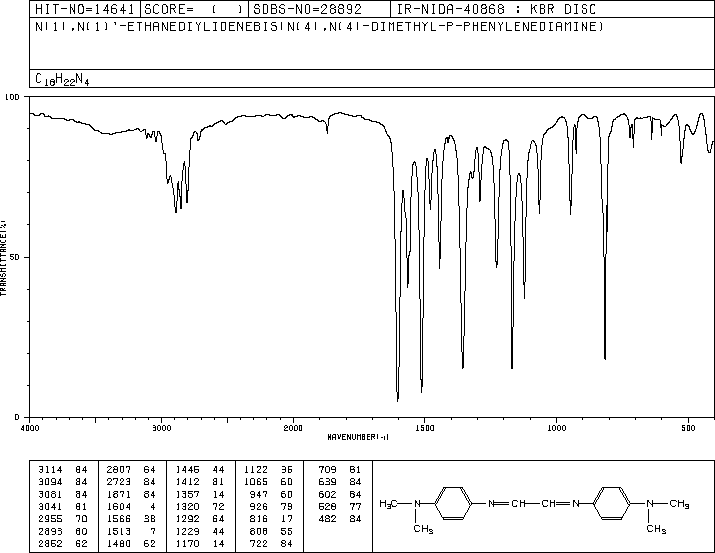 HIT-NO=14641 SCORE= ( ) SDBS-NO=28892 IR-NIDA-40868 : KBR DISC
N(1),N(1)'-ETHANEDIYLIDENEBIS(N(4),N(4)-DIMETHYL-P-PHENYLENEDIAMINE)
C18H22N4
100
50
0
TRANSMITTANCE(%)
4000 3000 2000 1500 1000 500
WAVENUMBER(-1)
3114 84 2807 64 1446 44 1122 36 709 81
3094 84 2723 84 1412 81 1065 60 639 84
3081 84 1871 84 1357 14 947 60 602 84
3041 81 1604 4 1320 72 926 79 528 77
2955 70 1566 38 1292 64 816 17 482 84
2893 60 1513 7 1229 44 808 55
2852 62 1480 62 1170 14 722 84
H3C N N CH CH N N CH3
CH3 CH3